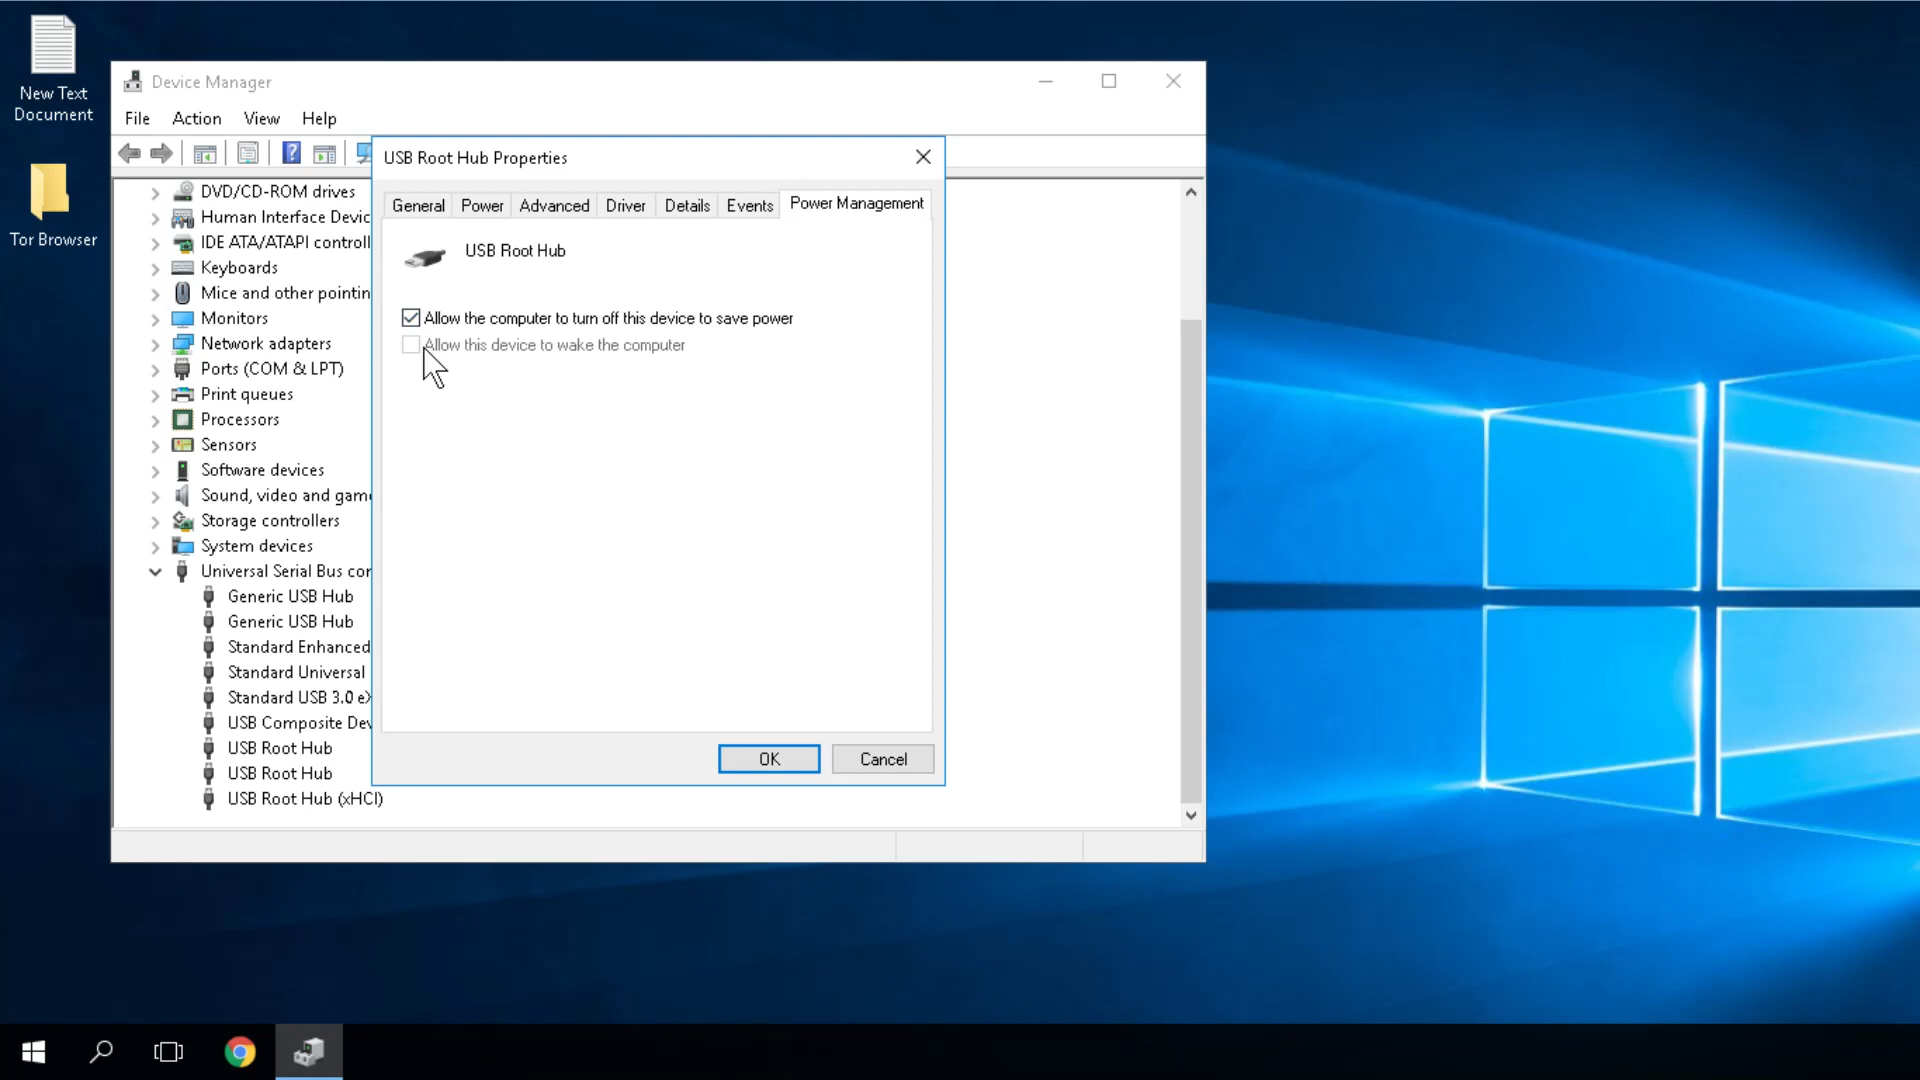 New Text
Document
Tor Browser
Device Manager
File Action View Help
USB Root Hub Properties
General Power Advanced Driver Details Events Power Management
USB Root Hub
Allow the computer to turn off this device to save power
Allow this device to wake the computer
OK Cancel
DVD/CD-ROM drives
Human Interface Devic
IDE ATA/ATAPI controll
Keyboards
Mice and other pointin
Monitors
Network adapters
Ports (COM & LPT)
Print queues
Processors
Sensors
Software devices
Sound, video and game
Storage controllers
System devices
Universal Serial Bus con
Generic USB Hub
Generic USB Hub
Standard Enhanced
Standard Universal
Standard USB 3.0 eX
USB Composite Dev
USB Root Hub
USB Root Hub
USB Root Hub (xHCI)